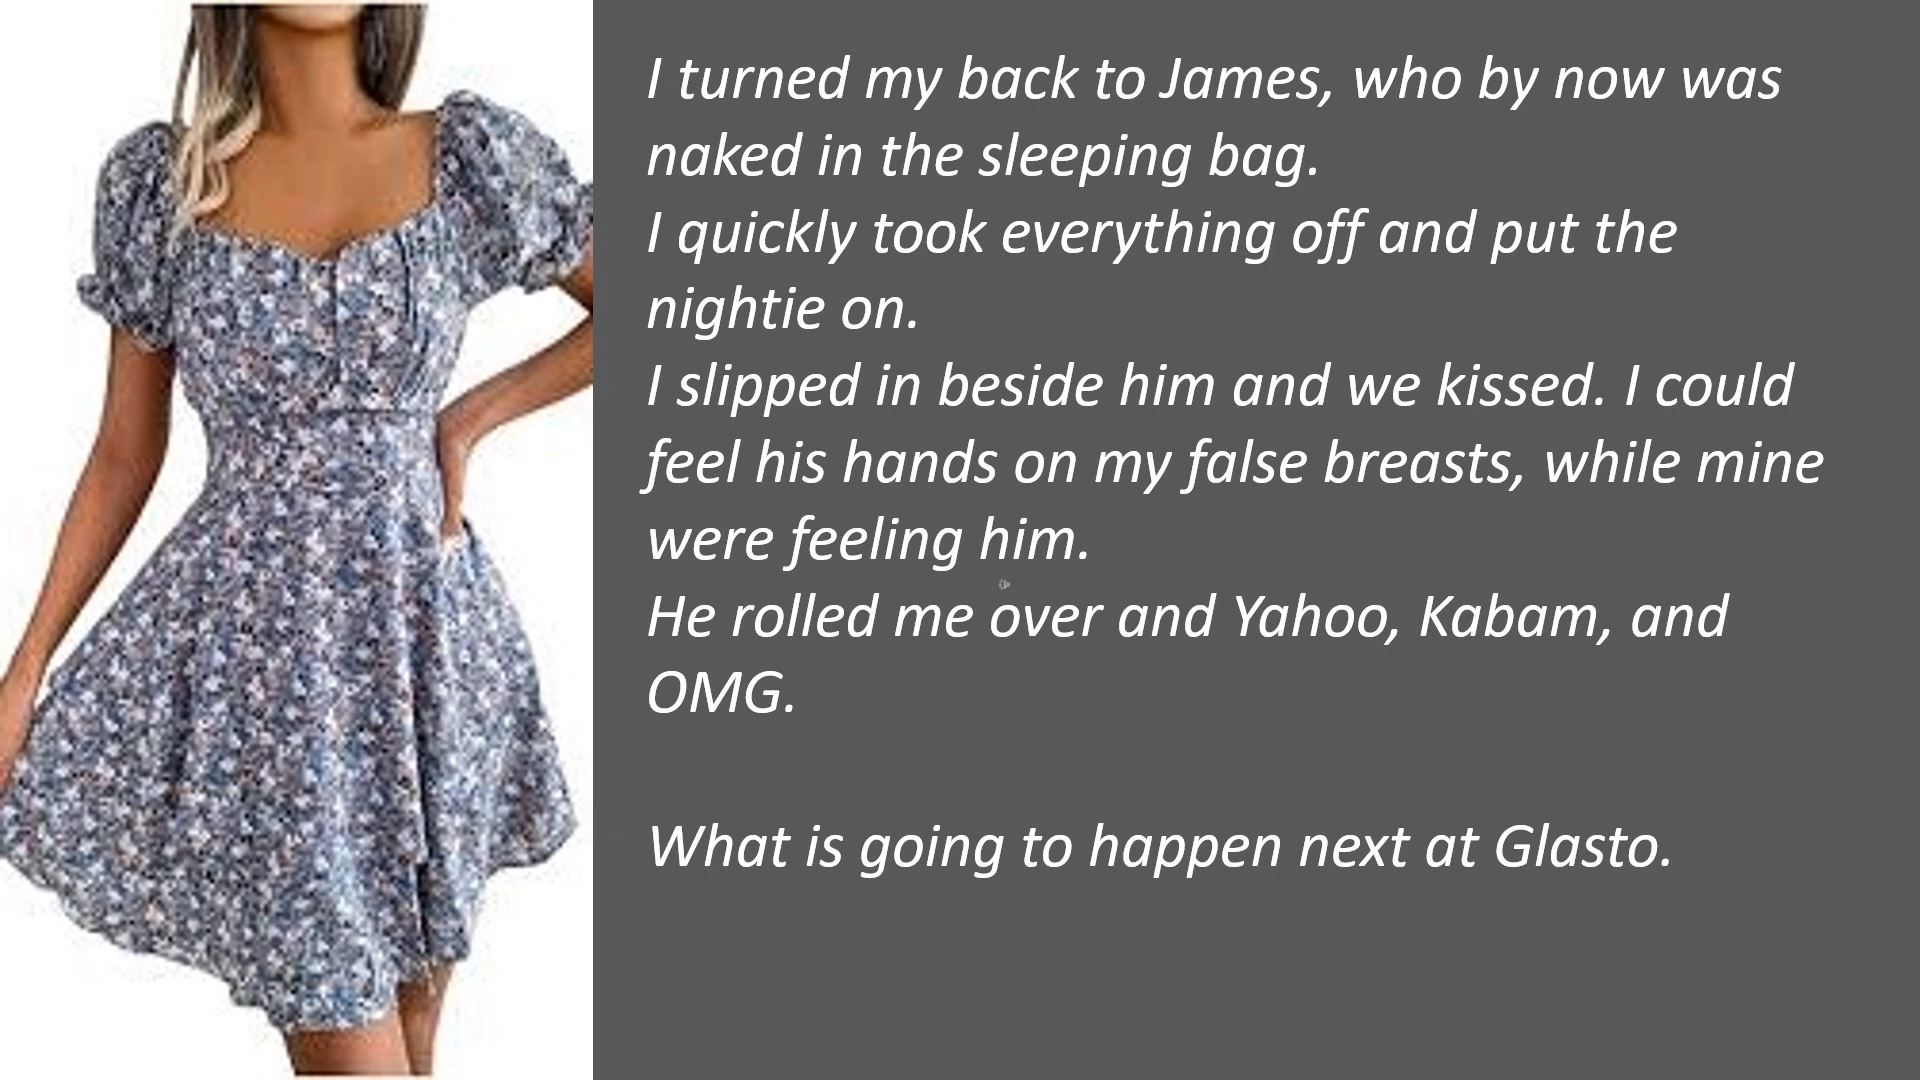 I turned my back to James, who by now was
naked in the sleeping bag.
I quickly took everything off and put the
nightie on.
I slipped in beside him and we kissed. I could
feel his hands on my false breasts, while mine
were feeling him.
He rolled me over and Yahoo, Kabam, and
OMG.
What is going to happen next at Glasto.